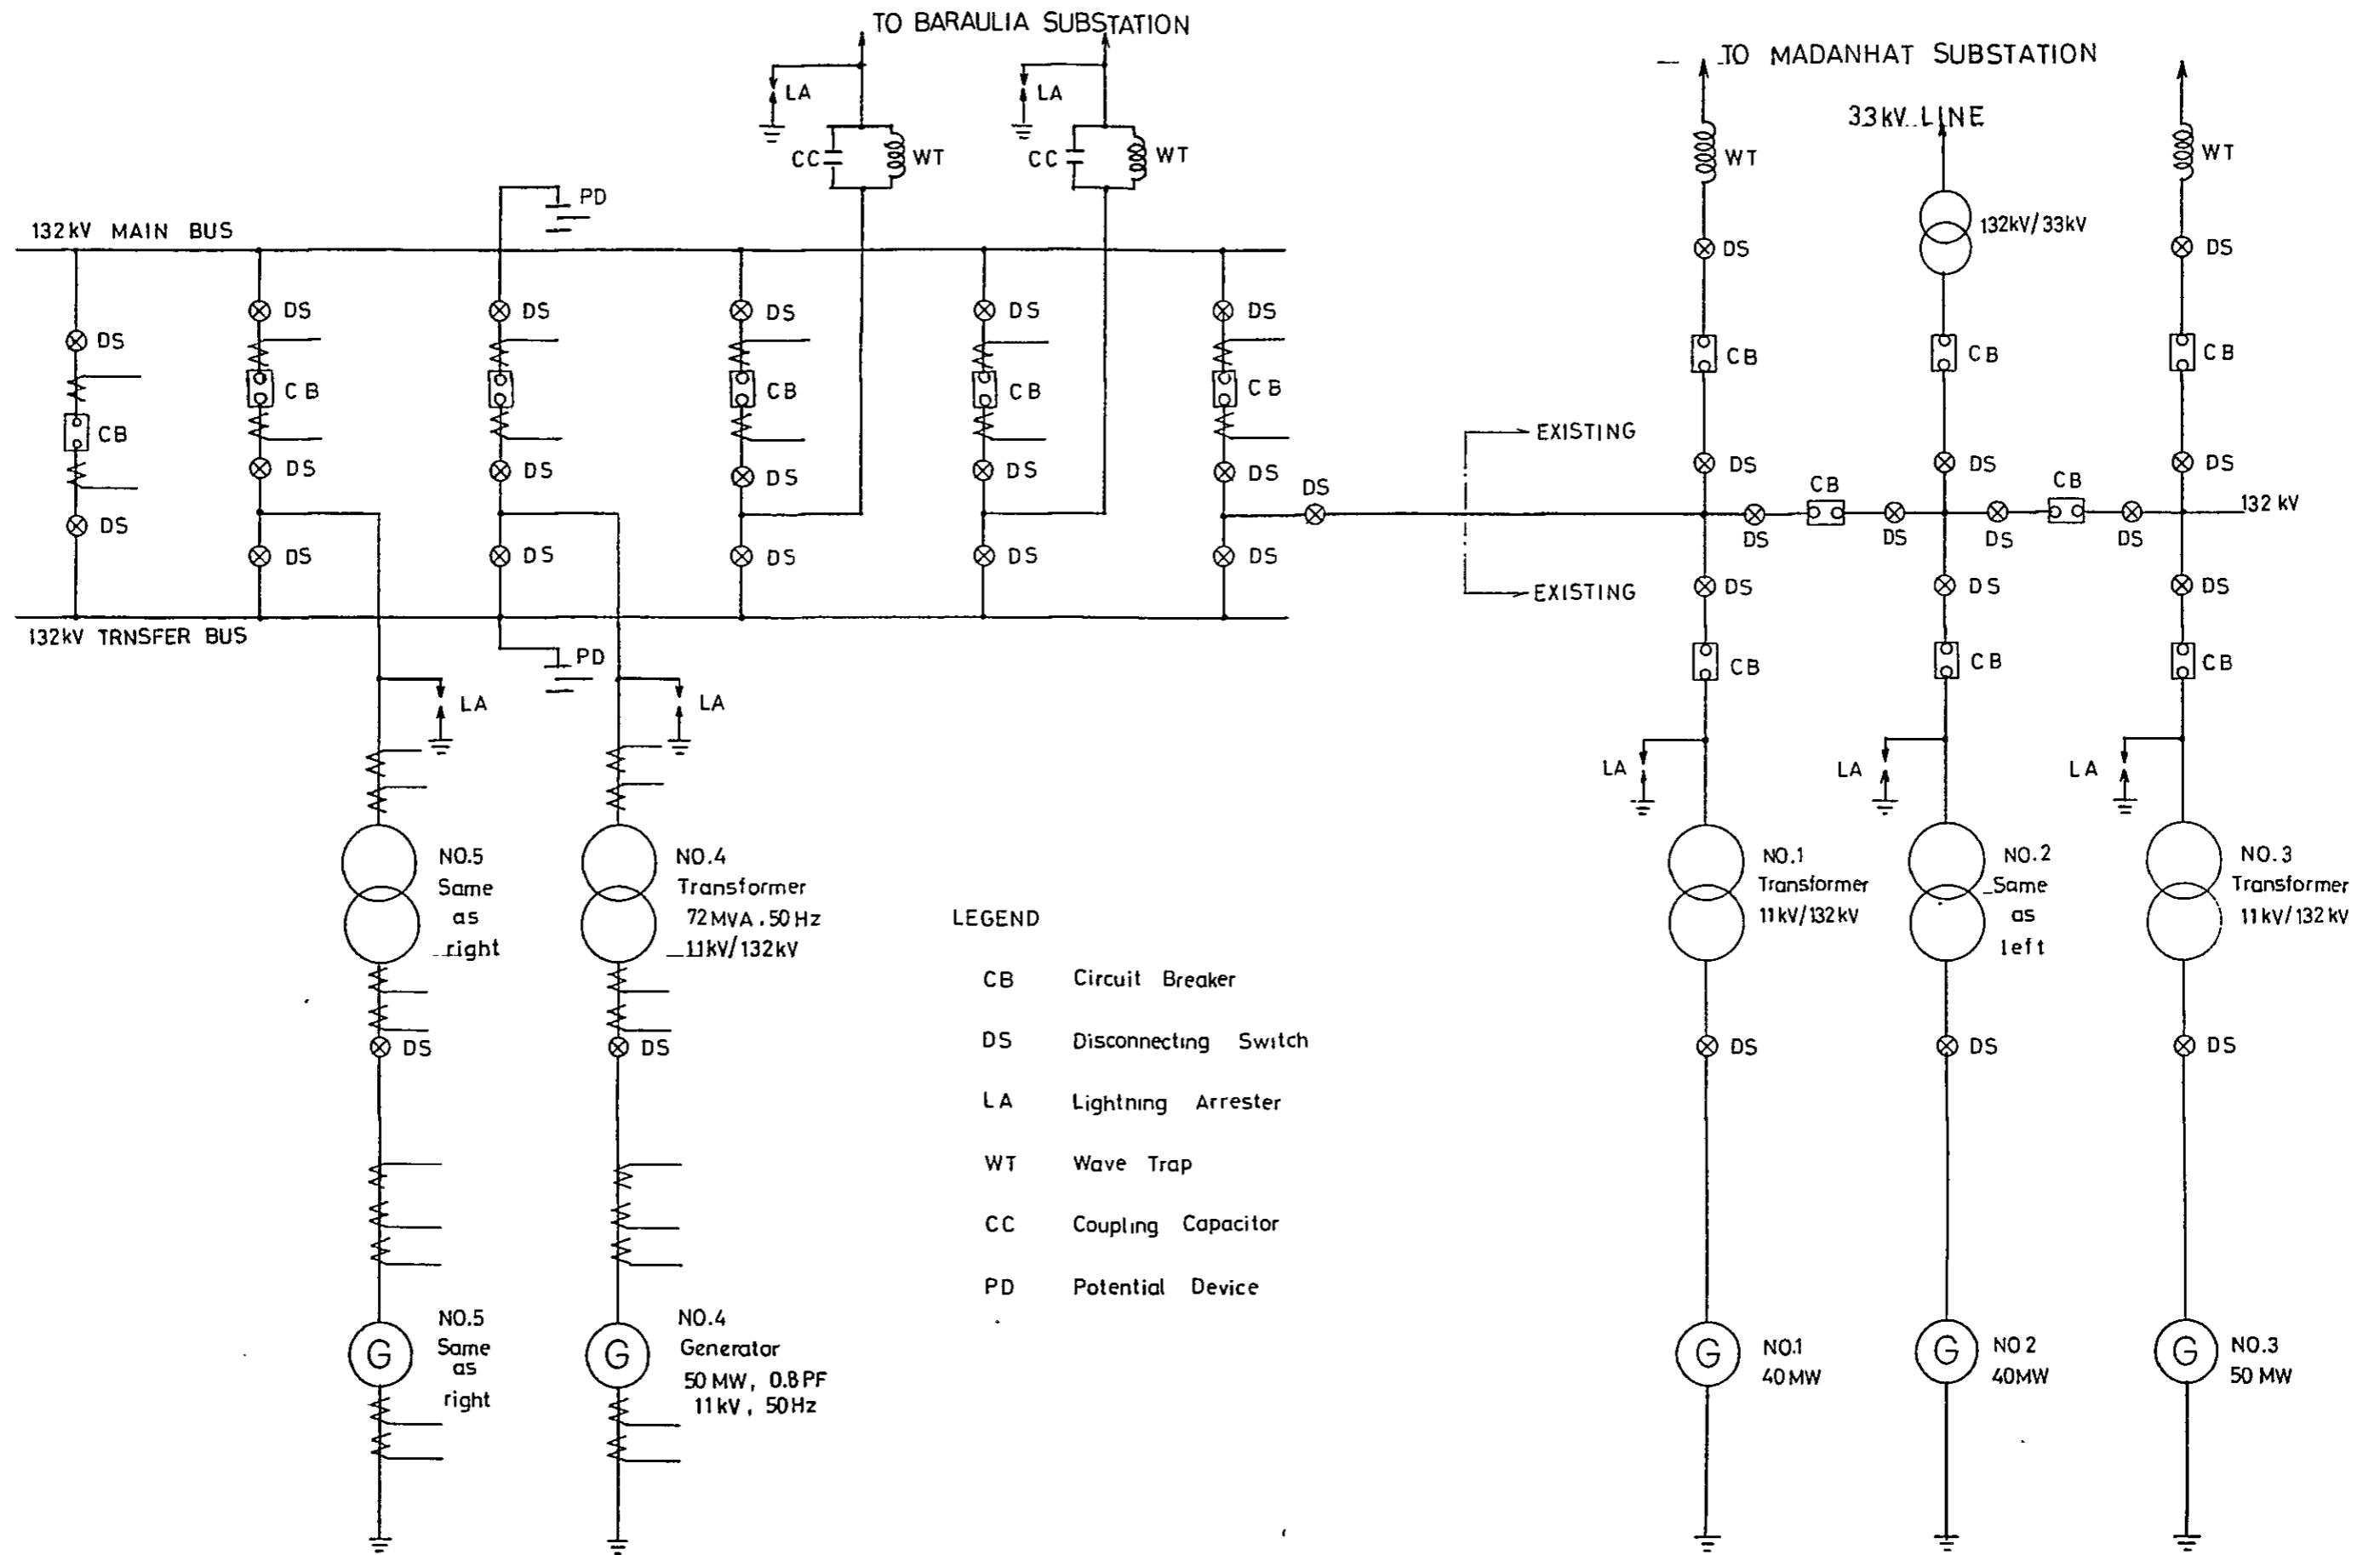 TO BARAULIA SUBSTATION
TO MADANHAT SUBSTATION
LA
LA
33kV LINE
CC
WT
CC
WT
WT
WT
PD
132kV MAIN BUS
132kV/33kV
DS
DS
DS
DS
DS
DS
DS
DS
CB
CB
CB
CB
CB
CB
CB
CB
EXISTING
DS
DS
DS
DS
DS
DS
DS
DS
DS
DS
CB
CB
132 kV
DS
DS
DS
DS
DS
DS
DS
DS
DS
DS
EXISTING
DS
DS
DS
132kV TRNSFER BUS
PD
CB
CB
CB
LA
LA
LA
LA
LA
NO.5
Same
as
right
NO.4
Transformer
72MVA . 50Hz
11kV/132kV
NO.1
Transformer
11kV/132kV
NO.2
Same
as
left
NO.3
Transformer
11kV/132kV
DS
DS
DS
DS
DS
LEGEND
CB Circuit Breaker
DS Disconnecting Switch
LA Lightning Arrester
WT Wave Trap
CC Coupling Capacitor
PD Potential Device
G
NO.5
Same
as
right
G
NO.4
Generator
50 MW, 0.8PF
11kV, 50Hz
G
NO.1
40MW
G
NO 2
40MW
G
NO.3
50 MW